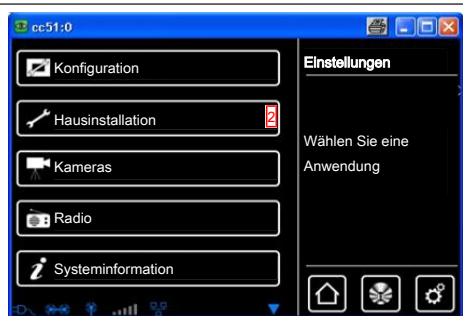 cc51:0
Konfiguration
Hausinstallation 2
Kameras
Radio
Systeminformation
Einstellungen
Wählen Sie eine
Anwendung